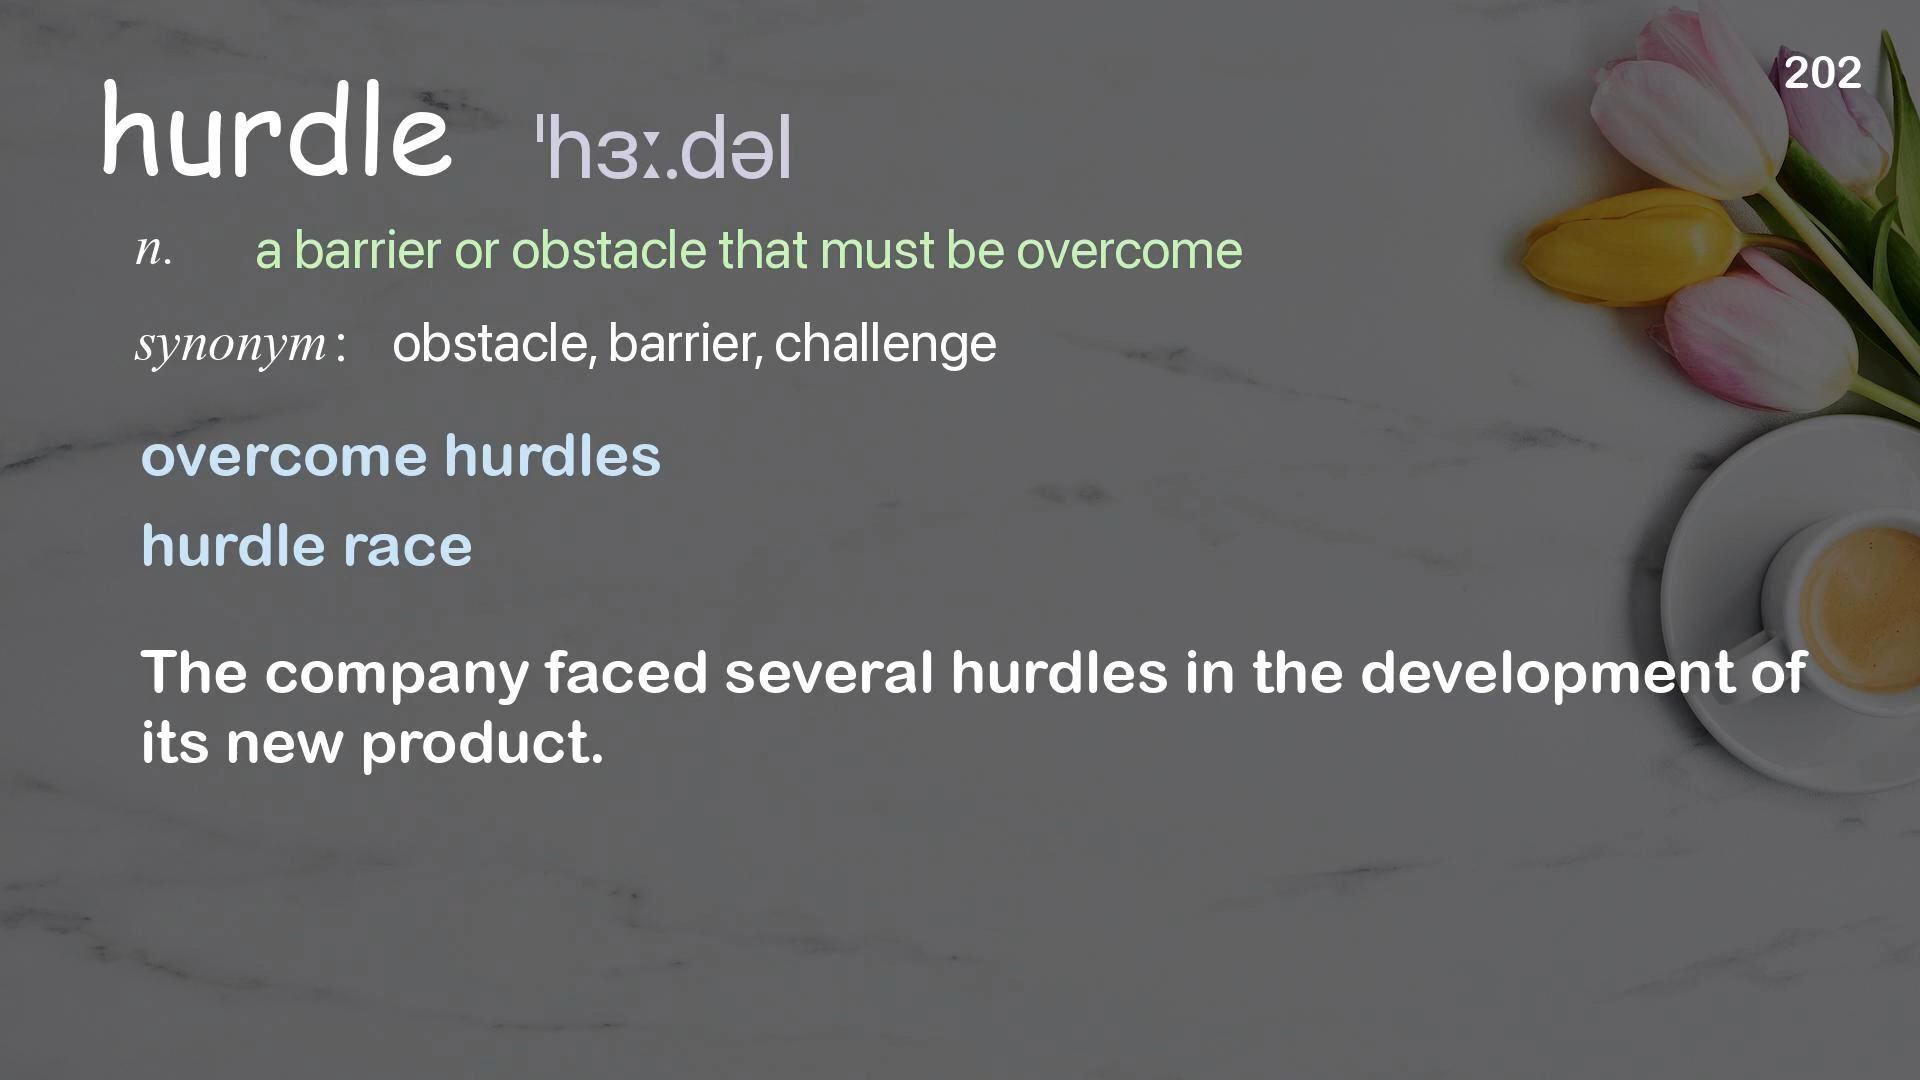 202
hurdle ˈhɜː.dəl
n. a barrier or obstacle that must be overcome
synonym : obstacle, barrier, challenge
overcome hurdles
hurdle race
The company faced several hurdles in the development of
its new product.